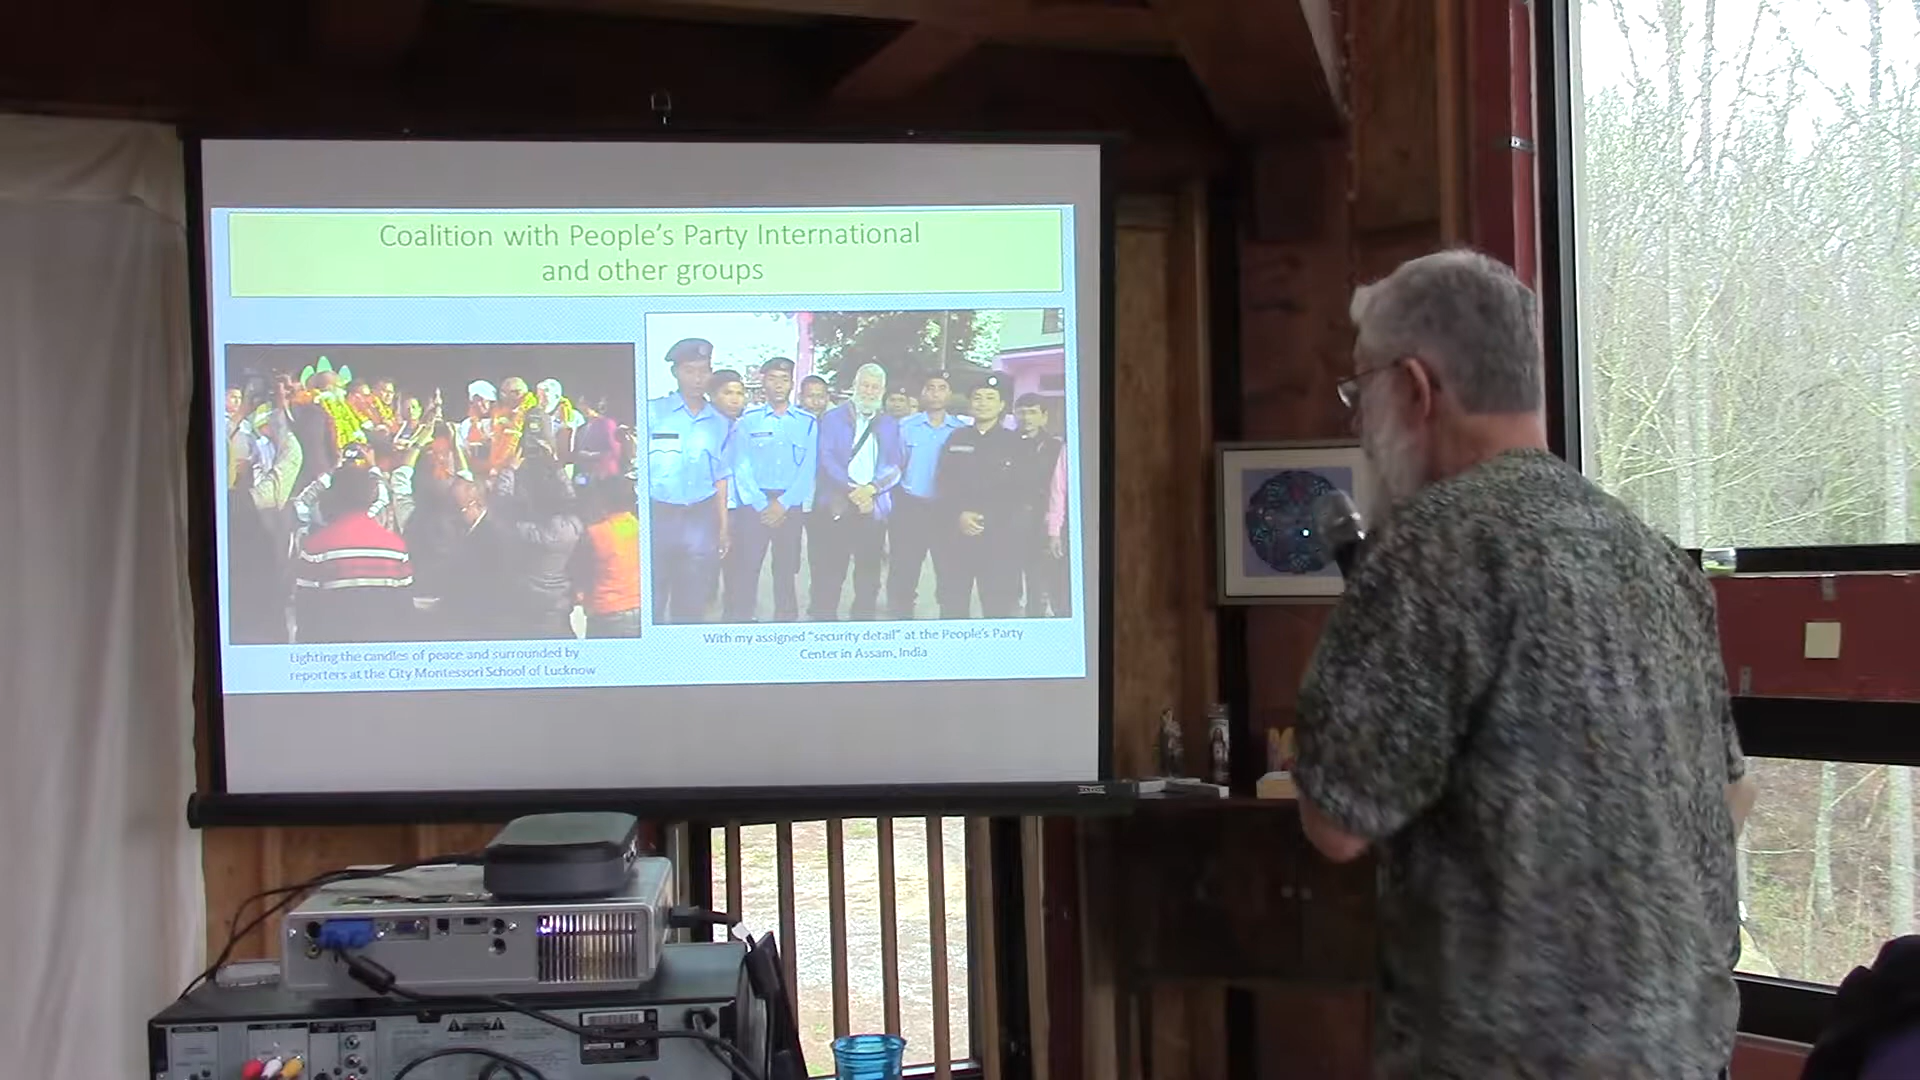 Coalition with People's Party International
and other groups
Lighting the candles of peace and surrounded by
reporters at the City Montessori School of Lucknow
With my assigned "security detail" at the People's Party
Center in Assam, India